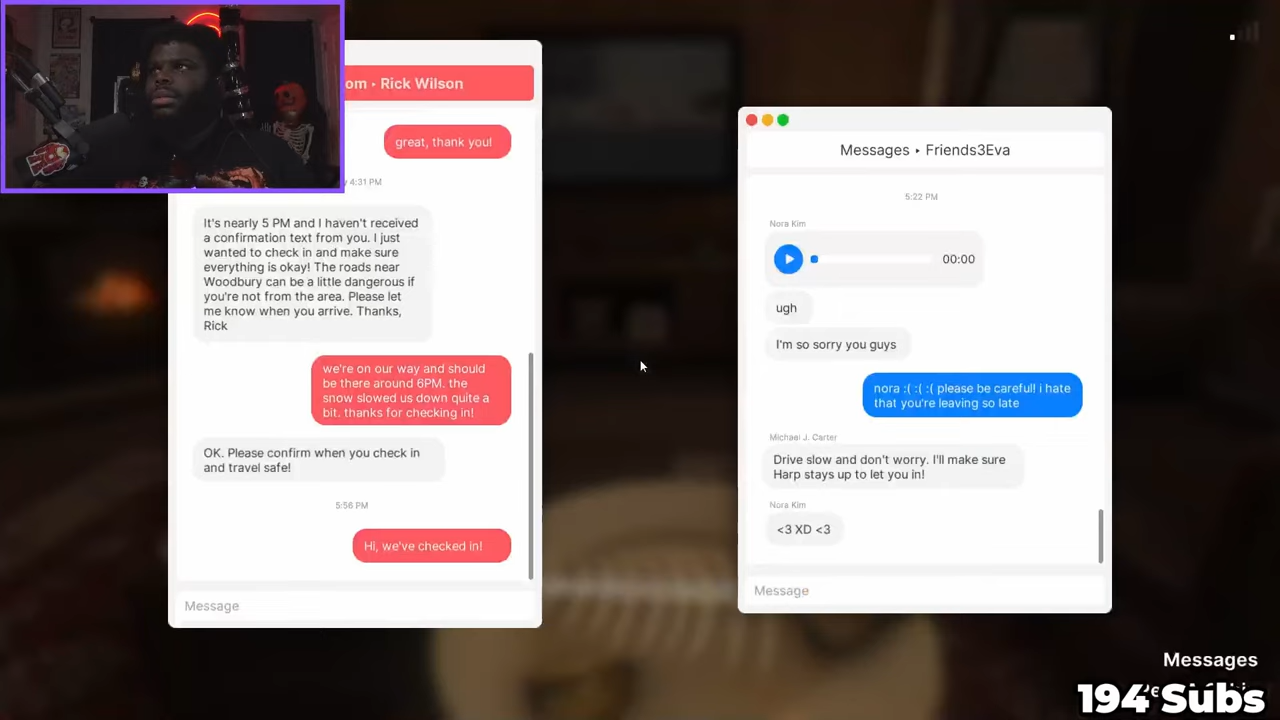 om ▸ Rick Wilson
great, thank you!
4:31 PM
It's nearly 5 PM and I haven't received
a confirmation text from you. I just
wanted to check in and make sure
everything is okay! The roads near
Woodbury can be a little dangerous if
you're not from the area. Please let
me know when you arrive. Thanks,
Rick
we're on our way and should
be there around 6PM. the
snow slowed us down quite a
bit. thanks for checking in!
OK. Please confirm when you check in
and travel safe!
5:56 PM
Hi, we've checked in!
Message
Messages ▸ Friends3Eva
5:22 PM
Nora Kim
00:00
ugh
I'm so sorry you guys
nora :( :( :( please be careful! i hate
that you're leaving so late
Michael J. Carter
Drive slow and don't worry. I'll make sure
Harp stays up to let you in!
Nora Kim
<3 XD <3
Message
Messages
194 Subs